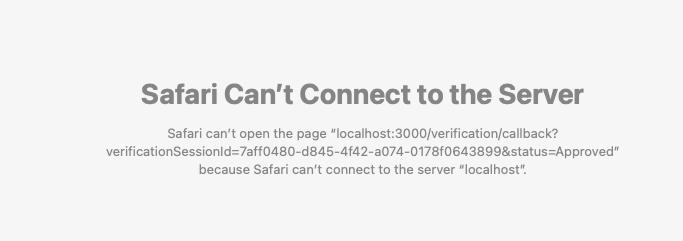 Safari Can’t Connect to the Server
Safari can’t open the page “localhost:3000/verification/callback?
verificationSessionId=7aff0480-d845-4f42-a074-0178f0643899&status=Approved”
because Safari can’t connect to the server “localhost”.